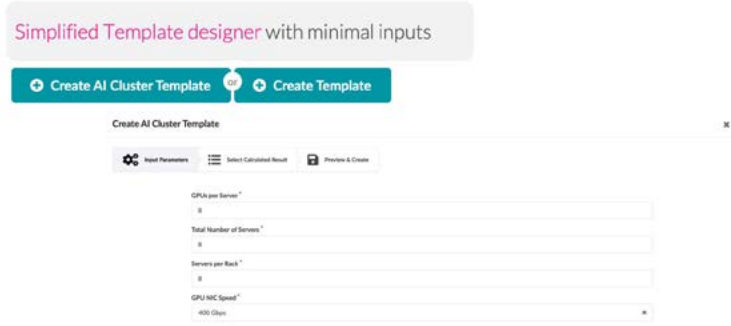 Simplified Template designer with minimal inputs
Create AI Cluster Template or Create Template
Create AI Cluster Template
Input Parameters Select Calculated Result Preview & Create
GPUs per Server *
8
Total Number of Servers *
8
Servers per Rack *
8
GPU NIC Speed *
400 Gbps